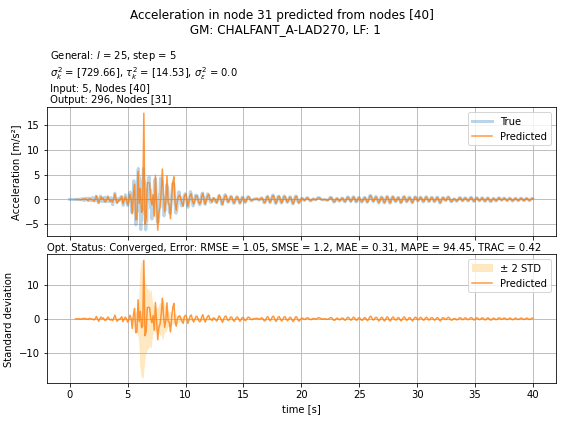 Acceleration in node 31 predicted from nodes [40]
GM: CHALFANT_A-LAD270, LF: 1
General: l = 25, step = 5
σ²ₖ = [729.66], τ²ₖ = [14.53], σ²ε = 0.0
Input: 5, Nodes [40]
Output: 296, Nodes [31]
Acceleration [m/s²]
15
10
5
0
−5
True
Predicted
Opt. Status: Converged, Error: RMSE = 1.05, SMSE = 1.2, MAE = 0.31, MAPE = 94.45, TRAC = 0.42
Standard deviation
10
0
−10
± 2 STD
Predicted
0 5 10 15 20 25 30 35 40
time [s]